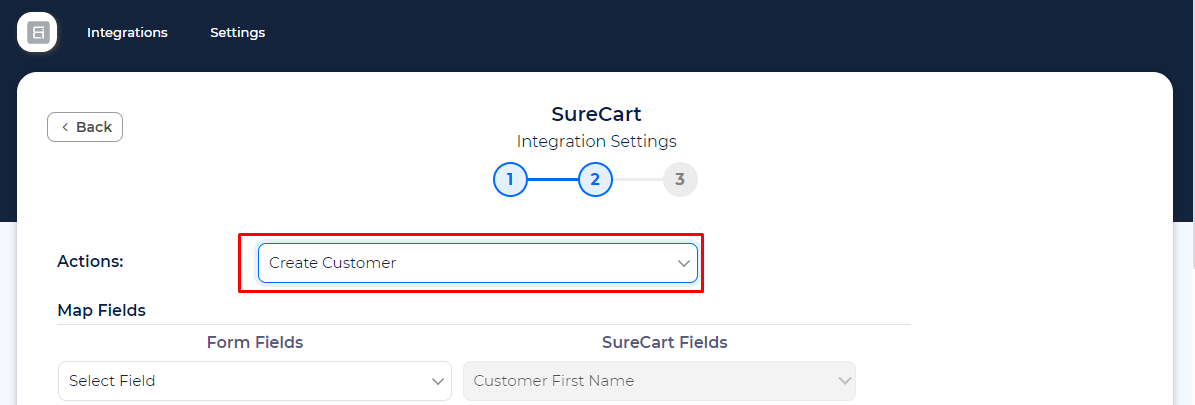 Integrations Settings
SureCart
Back
Integration Settings
1 2 3
Actions: Create Customer
Map Fields
Form Fields SureCart Fields
Select Field Customer First Name